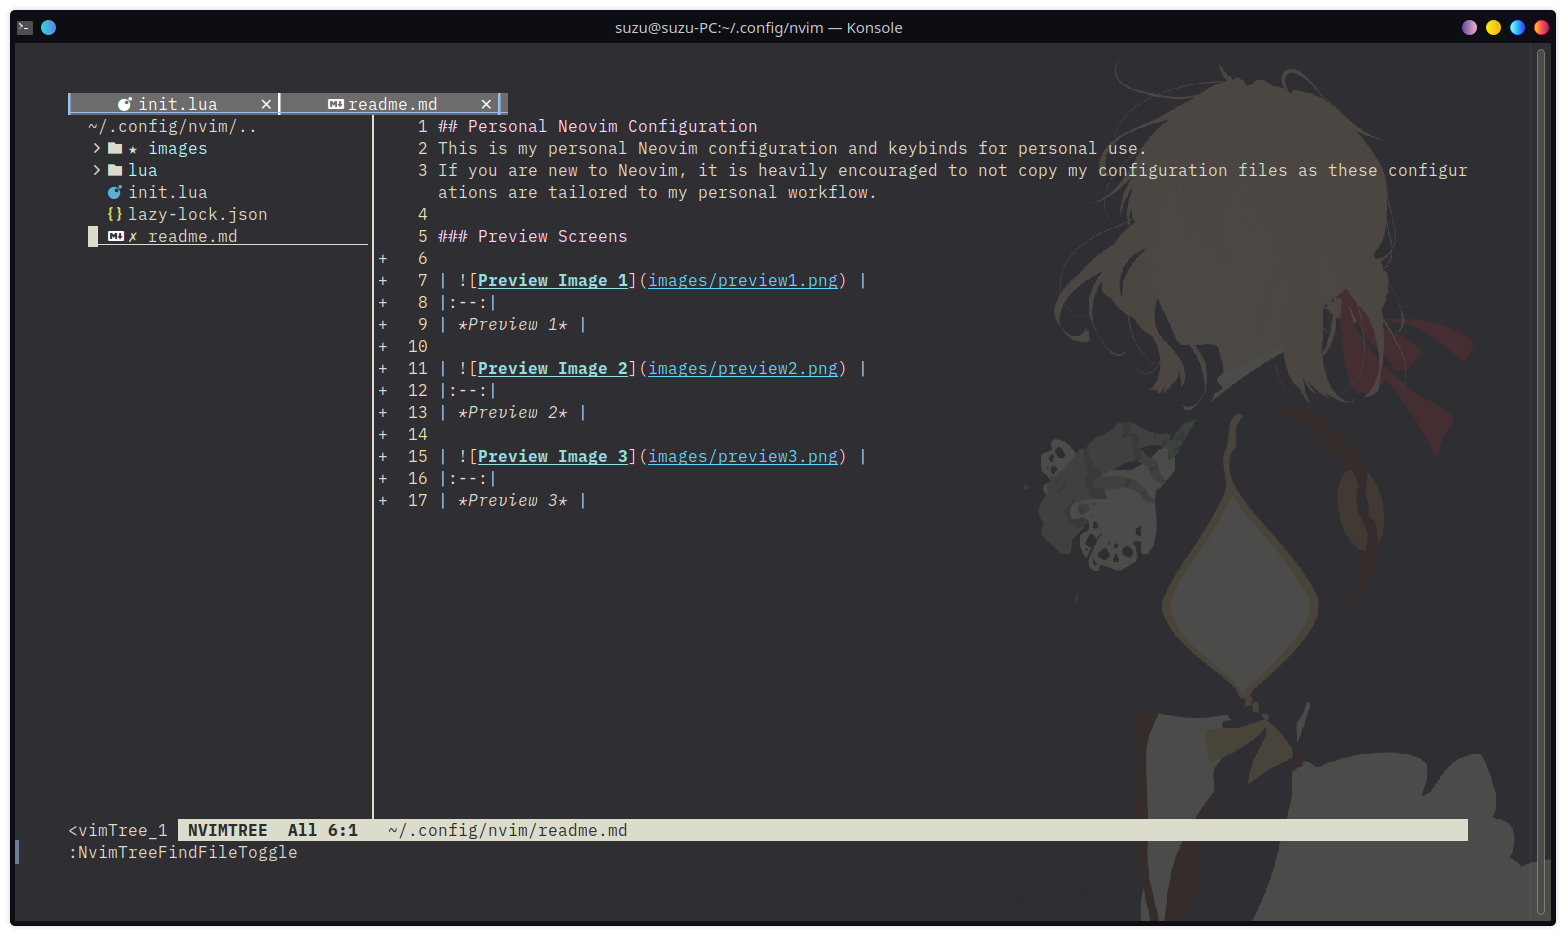 suzu@suzu-PC:~/.config/nvim — Konsole
init.lua × readme.md ×
~/.config/nvim/..
> ★ images
> lua
init.lua
{} lazy-lock.json
M↓ ✗ readme.md
1 ## Personal Neovim Configuration
2 This is my personal Neovim configuration and keybinds for personal use.
3 If you are new to Neovim, it is heavily encouraged to not copy my configuration files as these configur
ations are tailored to my personal workflow.
4
5 ### Preview Screens
+ 6
+ 7 | ![Preview Image 1](images/preview1.png) |
+ 8 |:--:|
+ 9 | *Preview 1* |
+ 10
+ 11 | ![Preview Image 2](images/preview2.png) |
+ 12 |:--:|
+ 13 | *Preview 2* |
+ 14
+ 15 | ![Preview Image 3](images/preview3.png) |
+ 16 |:--:|
+ 17 | *Preview 3* |
<vimTree_1 NVIMTREE All 6:1 ~/.config/nvim/readme.md
:NvimTreeFindFileToggle